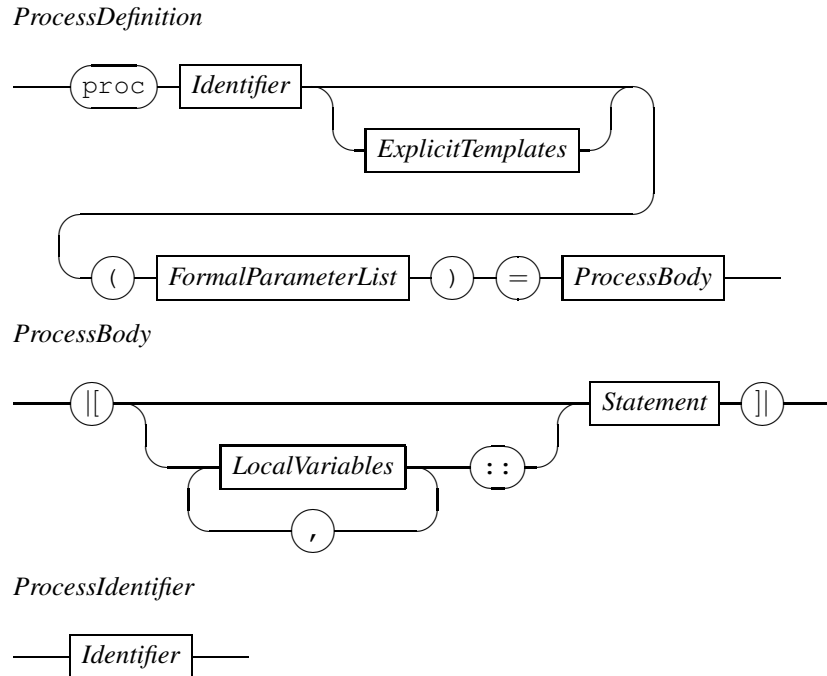 ProcessDefinition
proc Identifier
ExplicitTemplates
( FormalParameterList ) = ProcessBody
ProcessBody
|[ Statement ]|
LocalVariables ::
,
ProcessIdentifier
Identifier